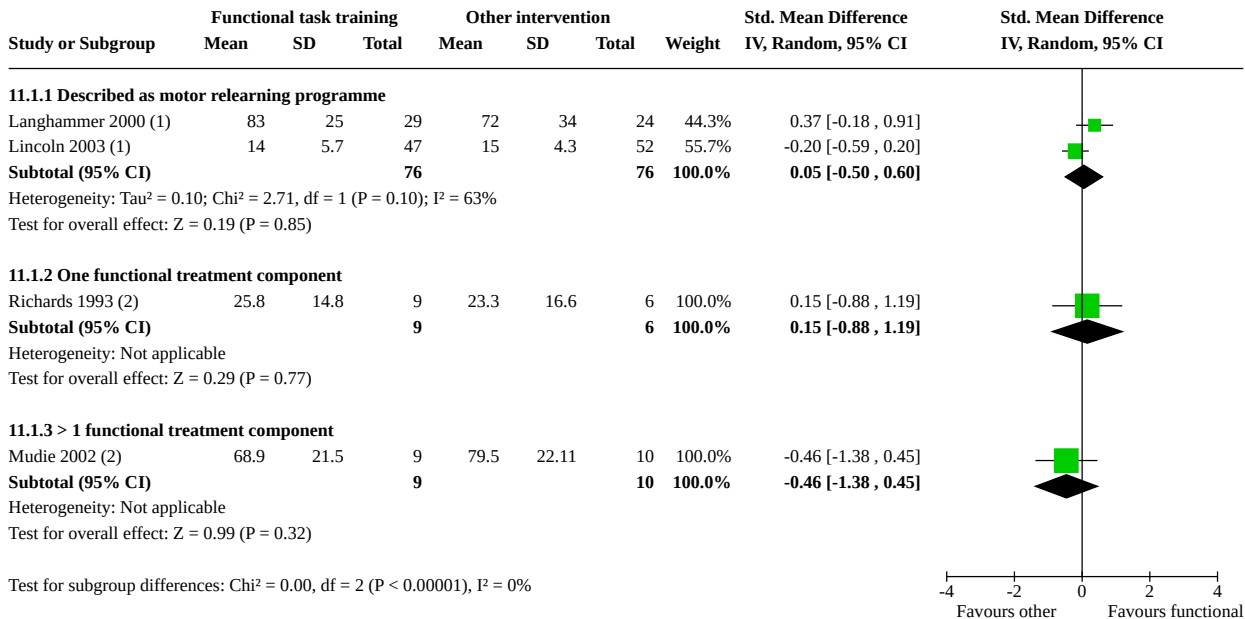 Functional task training Other intervention Std. Mean Difference Std. Mean Difference
Study or Subgroup Mean SD Total Mean SD Total Weight IV, Random, 95% CI IV, Random, 95% CI
11.1.1 Described as motor relearning programme
Langhammer 2000 (1) 83 25 29 72 34 24 44.3% 0.37 [-0.18 , 0.91]
Lincoln 2003 (1) 14 5.7 47 15 4.3 52 55.7% -0.20 [-0.59 , 0.20]
Subtotal (95% CI) 76 76 100.0% 0.05 [-0.50 , 0.60]
Heterogeneity: Tau² = 0.10; Chi² = 2.71, df = 1 (P = 0.10); I² = 63%
Test for overall effect: Z = 0.19 (P = 0.85)
11.1.2 One functional treatment component
Richards 1993 (2) 25.8 14.8 9 23.3 16.6 6 100.0% 0.15 [-0.88 , 1.19]
Subtotal (95% CI) 9 6 100.0% 0.15 [-0.88 , 1.19]
Heterogeneity: Not applicable
Test for overall effect: Z = 0.29 (P = 0.77)
11.1.3 > 1 functional treatment component
Mudie 2002 (2) 68.9 21.5 9 79.5 22.11 10 100.0% -0.46 [-1.38 , 0.45]
Subtotal (95% CI) 9 10 100.0% -0.46 [-1.38 , 0.45]
Heterogeneity: Not applicable
Test for overall effect: Z = 0.99 (P = 0.32)
Test for subgroup differences: Chi² = 0.00, df = 2 (P < 0.00001), I² = 0%
-4 -2 0 2 4
Favours other Favours functional